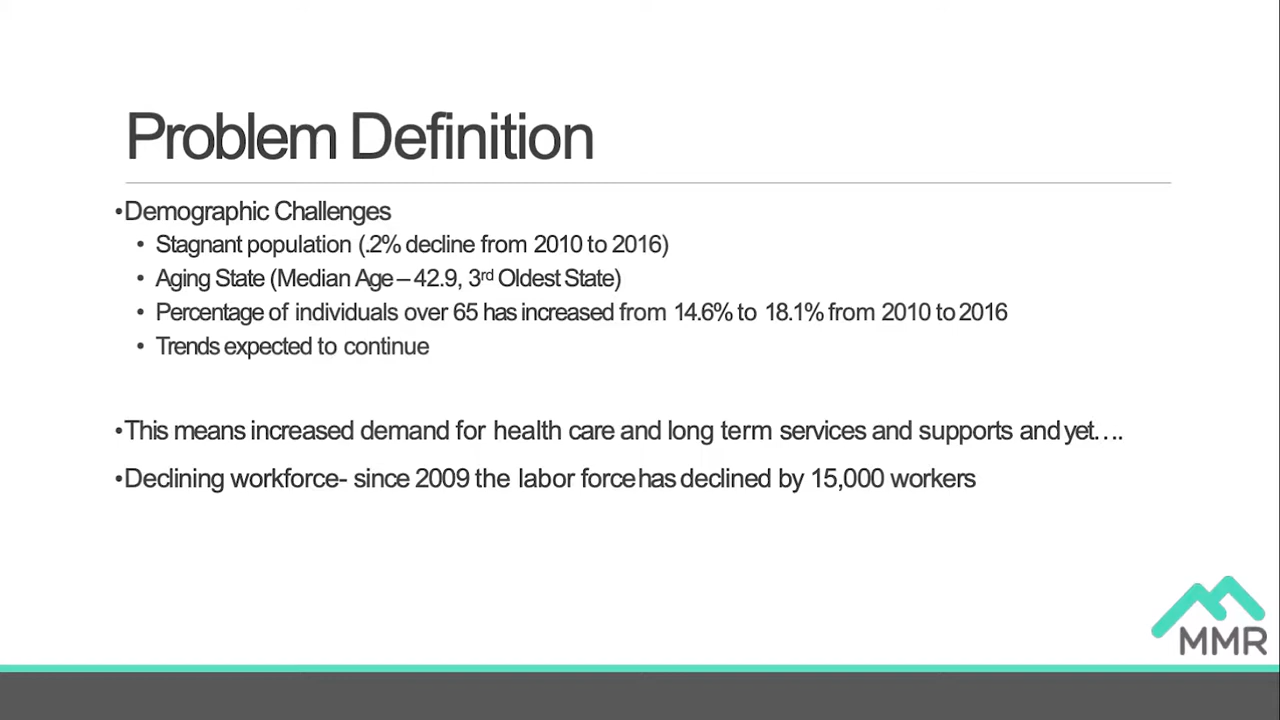 Problem Definition
•Demographic Challenges
• Stagnant population (.2% decline from 2010 to 2016)
• Aging State (Median Age – 42.9, 3rd Oldest State)
• Percentage of individuals over 65 has increased from 14.6% to 18.1% from 2010 to 2016
• Trends expected to continue
•This means increased demand for health care and long term services and supports and yet….
•Declining workforce- since 2009 the labor force has declined by 15,000 workers
MMR